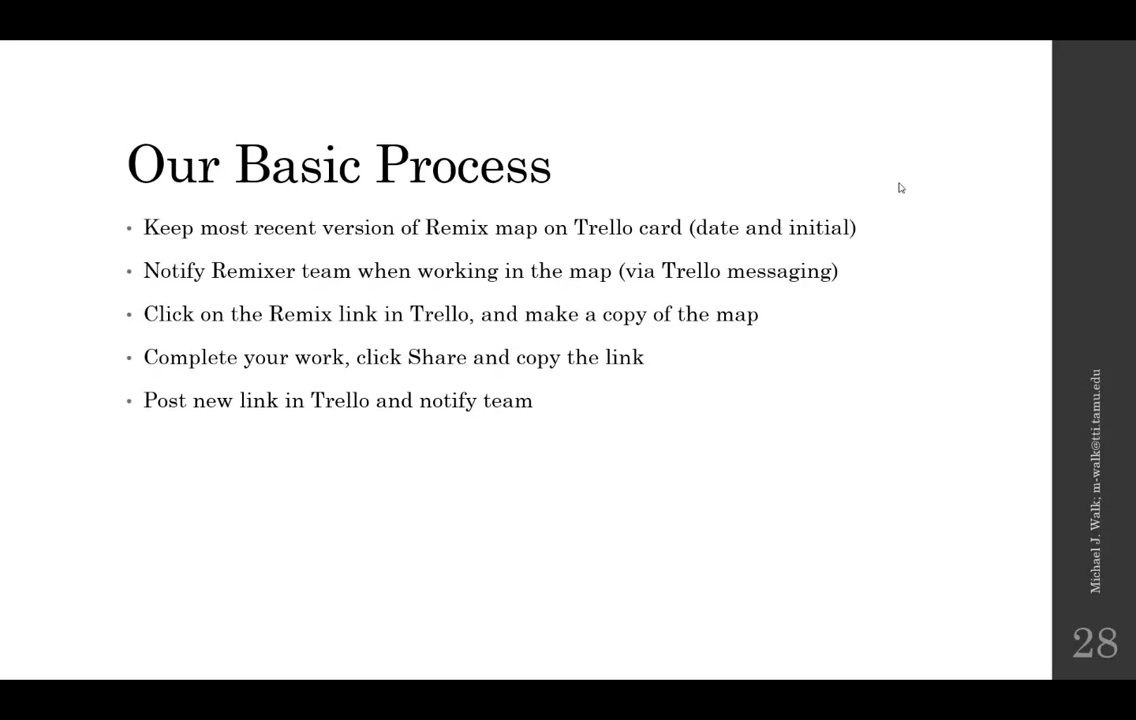 Our Basic Process
• Keep most recent version of Remix map on Trello card (date and initial)
• Notify Remixer team when working in the map (via Trello messaging)
• Click on the Remix link in Trello, and make a copy of the map
• Complete your work, click Share and copy the link
• Post new link in Trello and notify team
Michael J. Walk; m-walk@tti.tamu.edu
28